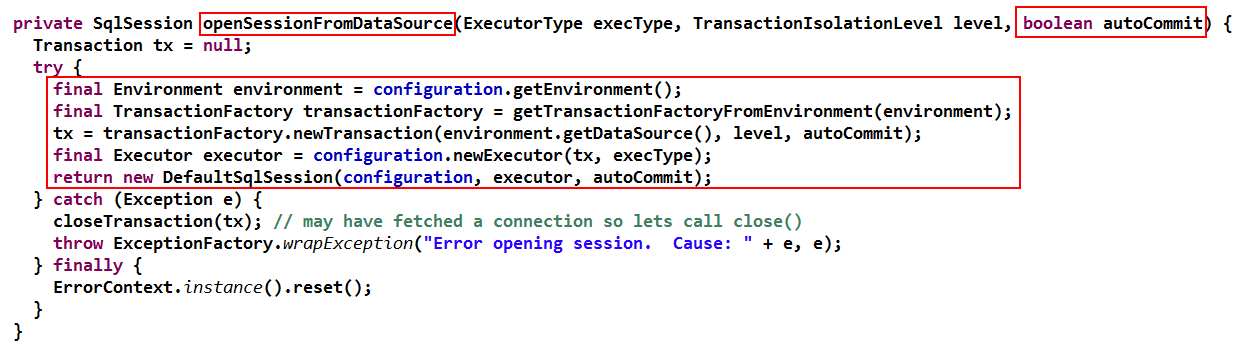 private SqlSession openSessionFromDataSource(ExecutorType execType, TransactionIsolationLevel level, boolean autoCommit) {
  Transaction tx = null;
  try {
    final Environment environment = configuration.getEnvironment();
    final TransactionFactory transactionFactory = getTransactionFactoryFromEnvironment(environment);
    tx = transactionFactory.newTransaction(environment.getDataSource(), level, autoCommit);
    final Executor executor = configuration.newExecutor(tx, execType);
    return new DefaultSqlSession(configuration, executor, autoCommit);
  } catch (Exception e) {
    closeTransaction(tx); // may have fetched a connection so lets call close()
    throw ExceptionFactory.wrapException("Error opening session.  Cause: " + e, e);
  } finally {
    ErrorContext.instance().reset();
  }
}